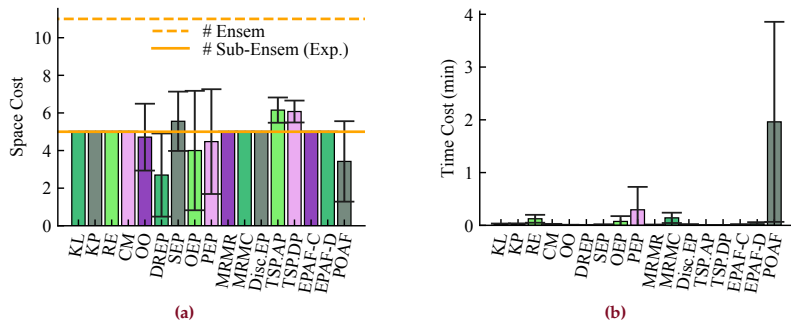 10
8
6
4
2
0
Space Cost
# Ensem
# Sub-Ensem (Exp.)
KL
KP
RE
CM
OO
DREP
SEP
OEP
PEP
MRMR
MRMC
Disc.EP
TSP.AP
TSP.DP
EPAF-C
EPAF-D
POAF
(a)
4
3
2
1
0
Time Cost (min)
KL
KP
RE
CM
OO
DREP
SEP
OEP
PEP
MRMR
MRMC
Disc.EP
TSP.AP
TSP.DP
EPAF-C
EPAF-D
POAF
(b)